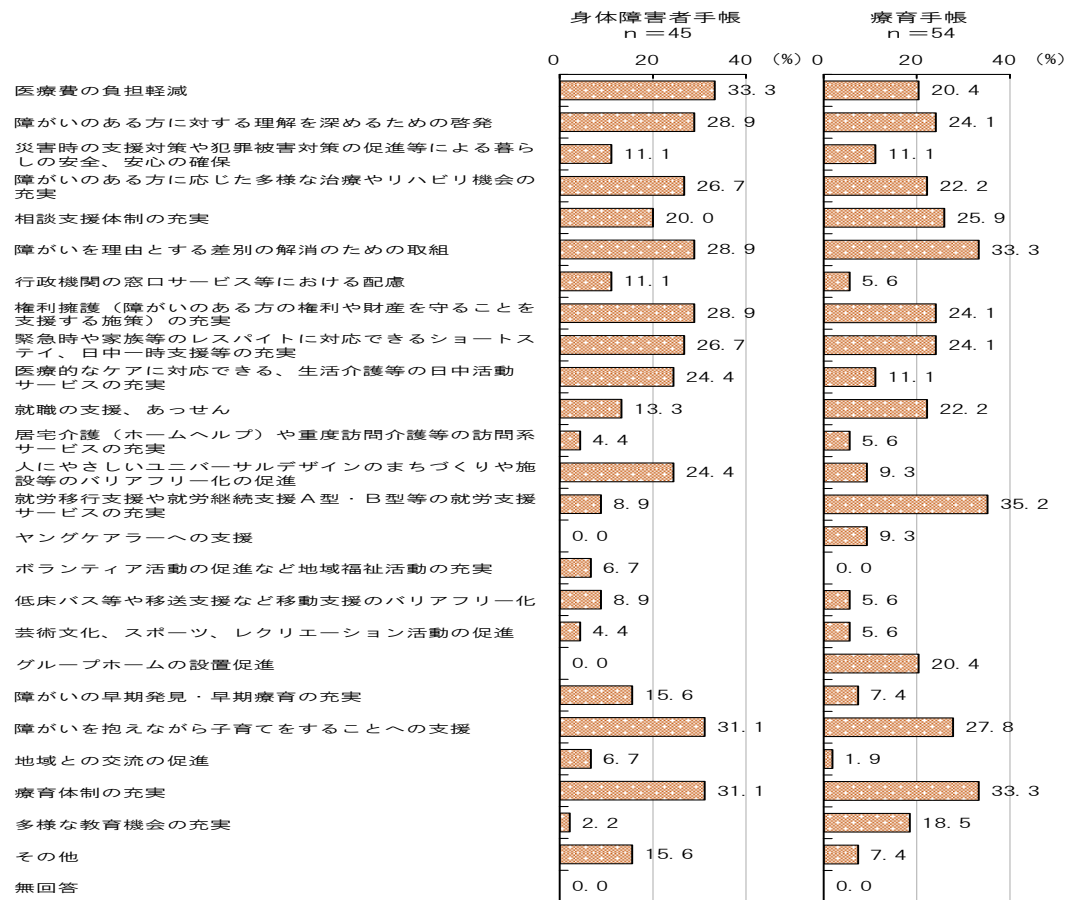 身体障害者手帳 療育手帳
n ＝45 n ＝54
0 20 40 (%) 0 20 40 (%)
医療費の負担軽減 33.3 20.4
障がいのある方に対する理解を深めるための啓発 28.9 24.1
災害時の支援対策や犯罪被害対策の促進等による暮ら
しの安全、安心の確保 11.1 11.1
障がいのある方に応じた多様な治療やリハビリ機会の
充実 26.7 22.2
相談支援体制の充実 20.0 25.9
障がいを理由とする差別の解消のための取組 28.9 33.3
行政機関の窓口サービス等における配慮 11.1 5.6
権利擁護（障がいのある方の権利や財産を守ることを
支援する施策）の充実 28.9 24.1
緊急時や家族等のレスパイトに対応できるショートス
テイ、日中一時支援等の充実 26.7 24.1
医療的なケアに対応できる、生活介護等の日中活動
サービスの充実 24.4 11.1
就職の支援、あっせん 13.3 22.2
居宅介護（ホームヘルプ）や重度訪問介護等の訪問系
サービスの充実 4.4 5.6
人にやさしいユニバーサルデザインのまちづくりや施
設等のバリアフリー化の促進 24.4 9.3
就労移行支援や就労継続支援Ａ型・Ｂ型等の就労支援
サービスの充実 8.9 35.2
ヤングケアラーへの支援 0.0 9.3
ボランティア活動の促進など地域福祉活動の充実 6.7 0.0
低床バス等や移送支援など移動支援のバリアフリー化 8.9 5.6
芸術文化、スポーツ、レクリエーション活動の促進 4.4 5.6
グループホームの設置促進 0.0 20.4
障がいの早期発見・早期療育の充実 15.6 7.4
障がいを抱えながら子育てをすることへの支援 31.1 27.8
地域との交流の促進 6.7 1.9
療育体制の充実 31.1 33.3
多様な教育機会の充実 2.2 18.5
その他 15.6 7.4
無回答 0.0 0.0